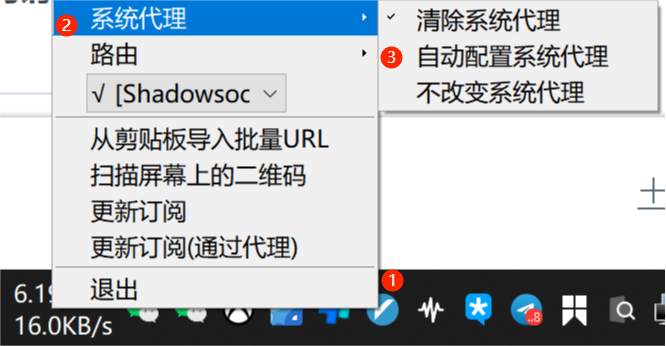 2
系统代理
路由
√ [Shadowsoc
从剪贴板导入批量URL
扫描屏幕上的二维码
更新订阅
更新订阅(通过代理)
退出
清除系统代理
3
自动配置系统代理
不改变系统代理
1
6.19
16.0KB/s
..8